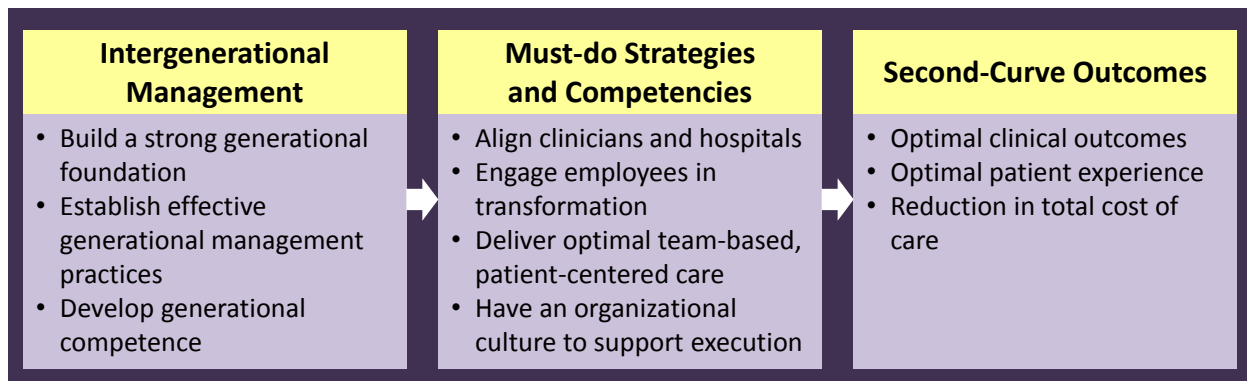 Intergenerational
Management
• Build a strong generational
foundation
• Establish effective
generational management
practices
• Develop generational
competence
Must-do Strategies
and Competencies
• Align clinicians and hospitals
• Engage employees in
transformation
• Deliver optimal team-based,
patient-centered care
• Have an organizational
culture to support execution
Second-Curve Outcomes
• Optimal clinical outcomes
• Optimal patient experience
• Reduction in total cost of
care